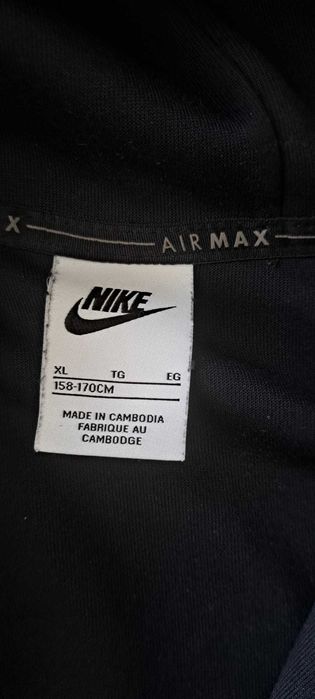 X AIR MAX
NIKE
XL TG EG
158-170CM
MADE IN CAMBODIA
FABRIQUE AU
CAMBODGE